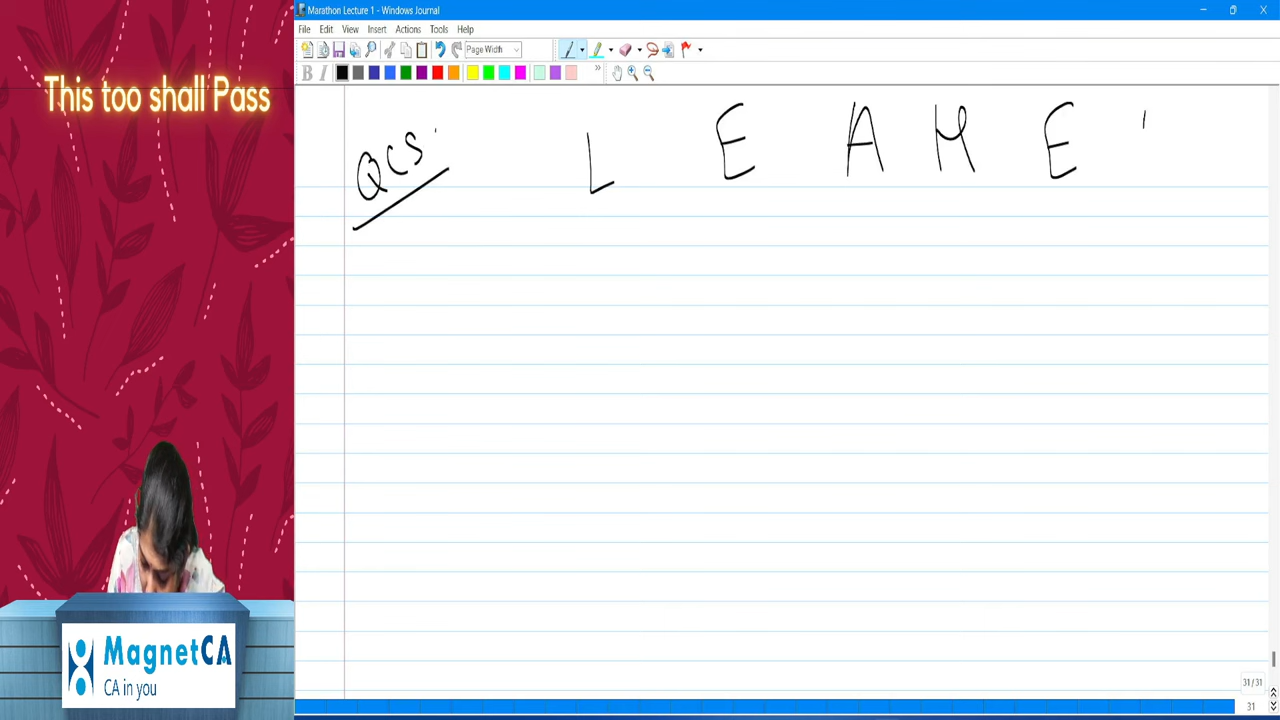 Marathon Lecture 1 - Windows Journal
File Edit View Insert Actions Tools Help
Page Width
B I
This too shall Pass
QCS L E A H E
MagnetCA
CA in you
31/31
31